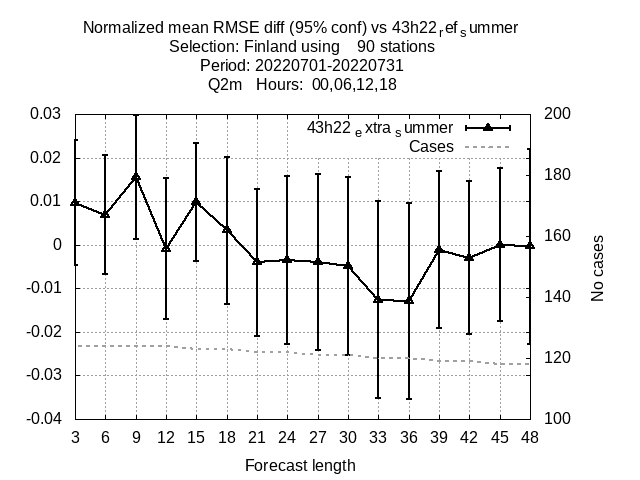 Normalized mean RMSE diff (95% conf) vs 43h22ᵣefₛummer
Selection: Finland using    90 stations
Period: 20220701-20220731
Q2m   Hours:  00,06,12,18
0.03 200
43h22ₑxtraₛummer
Cases
0.02 180
0.01
160
0
No cases
-0.01
140
-0.02
120
-0.03
-0.04 100
3 6 9 12 15 18 21 24 27 30 33 36 39 42 45 48
Forecast length